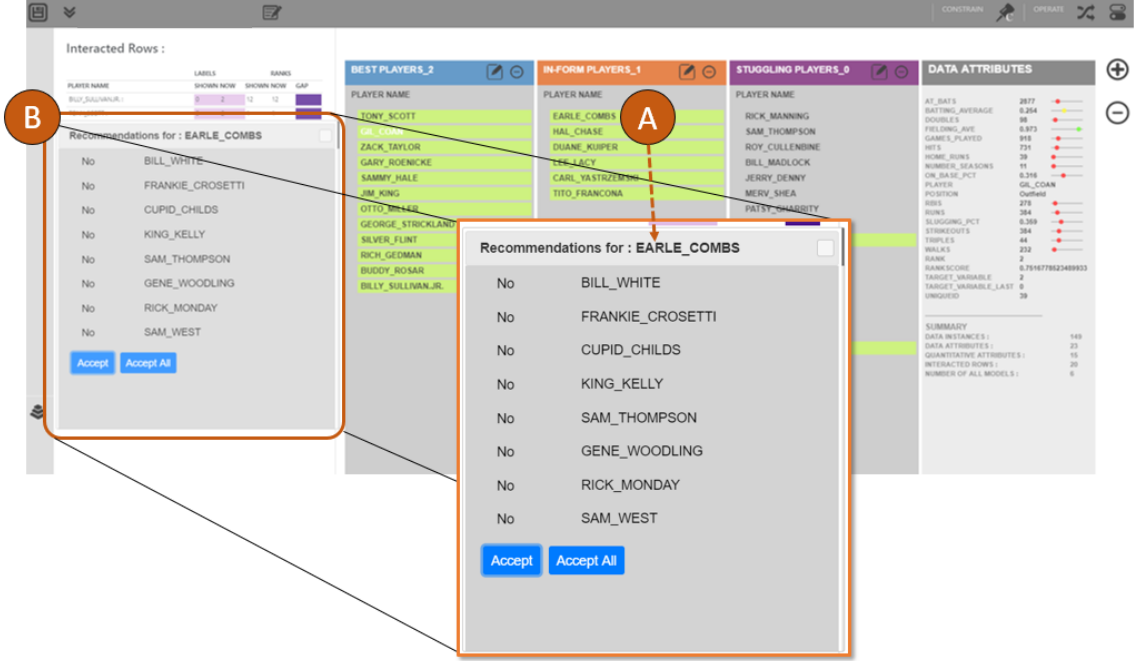 CONSTRAIN
OPERATE
Interacted Rows :
LABELS RANKS
PLAYER NAME SHOWN NOW SHOWN NOW GAP
BILLY_SULLIVANJR. : 0 2 12 12
B
Recommendations for : EARLE_COMBS
No BILL_WHITE
No FRANKIE_CROSETTI
No CUPID_CHILDS
No KING_KELLY
No SAM_THOMPSON
No GENE_WOODLING
No RICK_MONDAY
No SAM_WEST
Accept Accept All
BEST PLAYERS_2
PLAYER NAME
TONY_SCOTT
GIL_COAN
ZACK_TAYLOR
GARY_ROENICKE
SAMMY_HALE
JIM_KING
OTTO_MILLER
GEORGE_STRICKLAND
SILVER_FLINT
RICH_GEDMAN
BUDDY_ROSAR
BILLY_SULLIVAN.JR.
IN-FORM PLAYERS_1
PLAYER NAME
EARLE_COMBS
HAL_CHASE
DUANE_KUIPER
LEE_LACY
CARL_YASTRZEMSKI
TITO_FRANCONA
A
STUGGLING PLAYERS_0
PLAYER NAME
RICK_MANNING
SAM_THOMPSON
ROY_CULLENBINE
BILL_MADLOCK
JERRY_DENNY
MERV_SHEA
PATSY_GHARRITY
Recommendations for : EARLE_COMBS
No BILL_WHITE
No FRANKIE_CROSETTI
No CUPID_CHILDS
No KING_KELLY
No SAM_THOMPSON
No GENE_WOODLING
No RICK_MONDAY
No SAM_WEST
Accept Accept All
DATA ATTRIBUTES
AT_BATS 2877
BATTING_AVERAGE 0.254
DOUBLES 98
FIELDING_AVE 0.973
GAMES_PLAYED 918
HITS 731
HOME_RUNS 39
NUMBER_SEASONS 11
ON_BASE_PCT 0.316
PLAYER GIL_COAN
POSITION Outfield
RBIS 278
RUNS 384
SLUGGING_PCT 0.359
STRIKEOUTS 384
TRIPLES 44
WALKS 232
RANK 2
RANKSCORE 0.7516778523489933
TARGET_VARIABLE 2
TARGET_VARIABLE_LAST 0
UNIQUEID 39
SUMMARY
DATA INSTANCES : 149
DATA ATTRIBUTES : 23
QUANTITATIVE ATTRIBUTES : 15
INTERACTED ROWS : 20
NUMBER OF ALL MODELS : 6